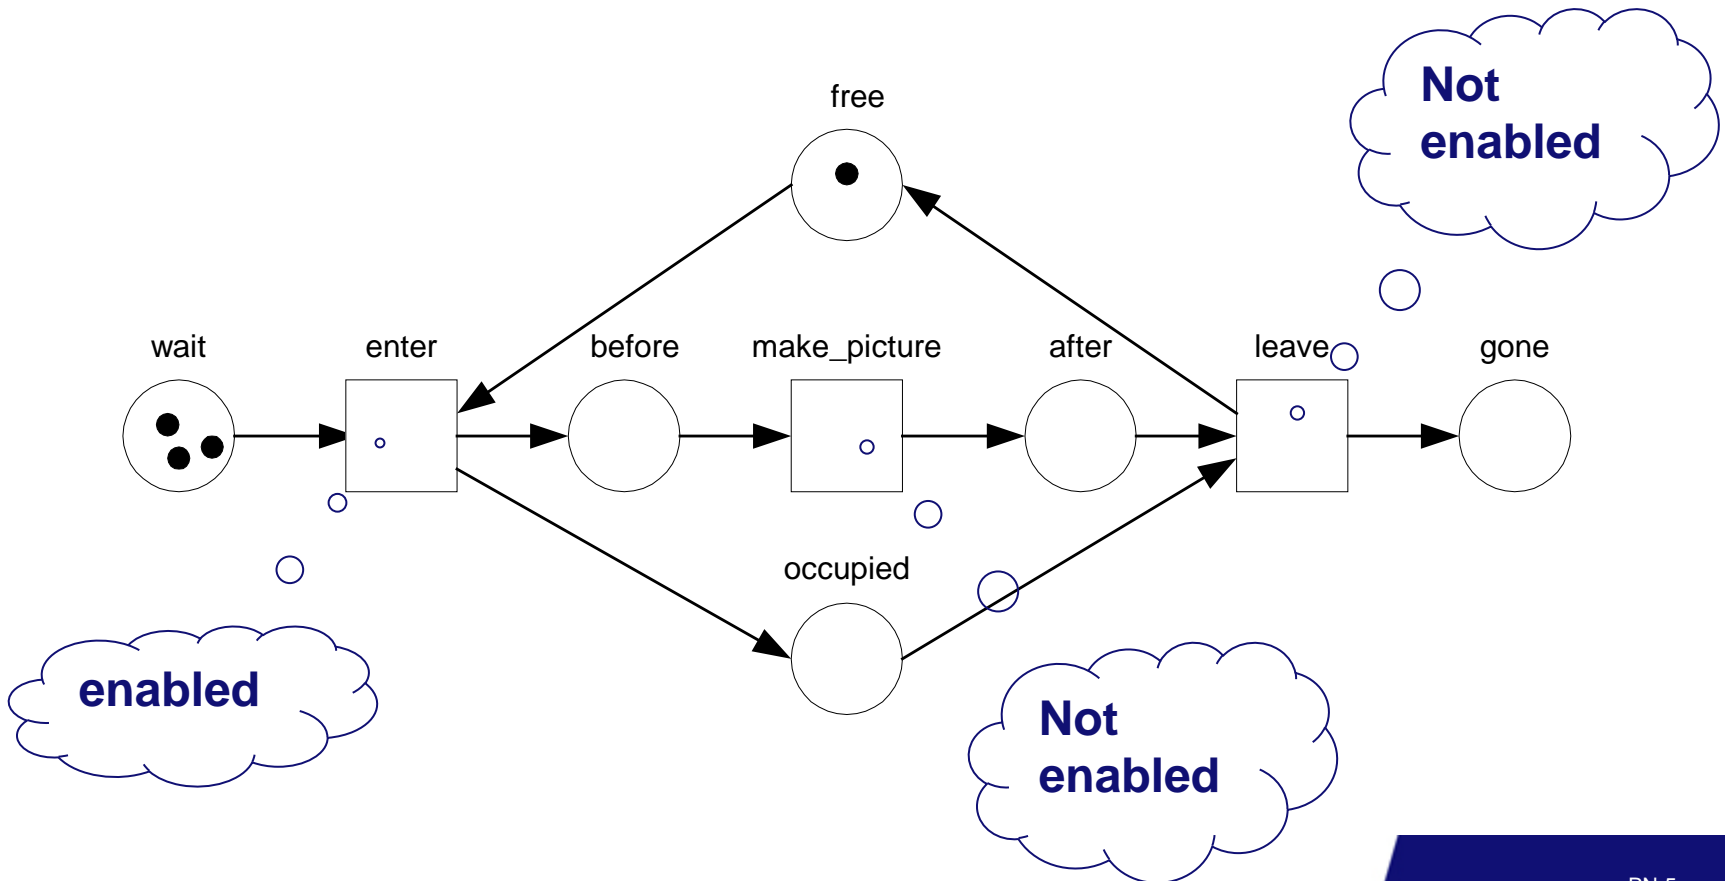 free
Not
enabled
wait
enter
before
make_picture
after
leave
gone
occupied
enabled
Not
enabled